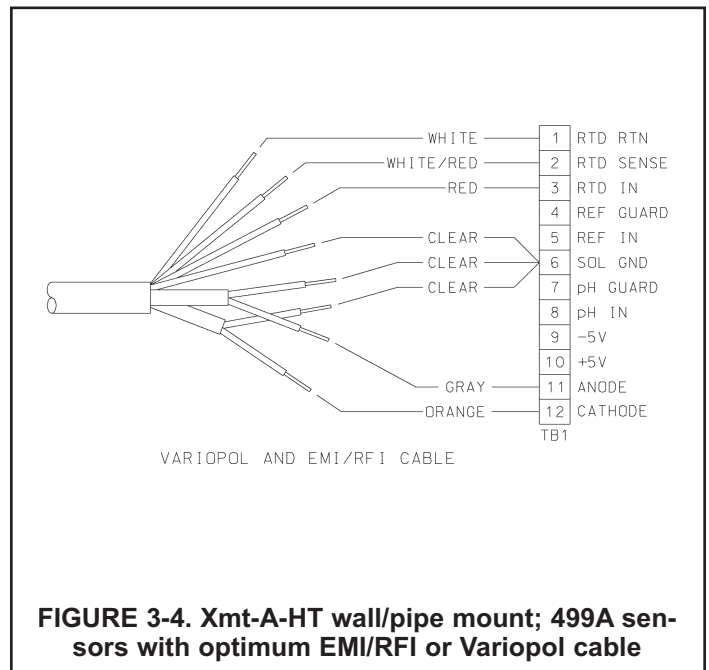 WHITE 1 RTD RTN
WHITE/RED 2 RTD SENSE
RED 3 RTD IN
4 REF GUARD
CLEAR 5 REF IN
CLEAR 6 SOL GND
CLEAR 7 pH GUARD
8 pH IN
9 -5V
10 +5V
GRAY 11 ANODE
ORANGE 12 CATHODE
TB1
VARIOPOL AND EMI/RFI CABLE
FIGURE 3-4. Xmt-A-HT wall/pipe mount; 499A sen-
sors with optimum EMI/RFI or Variopol cable